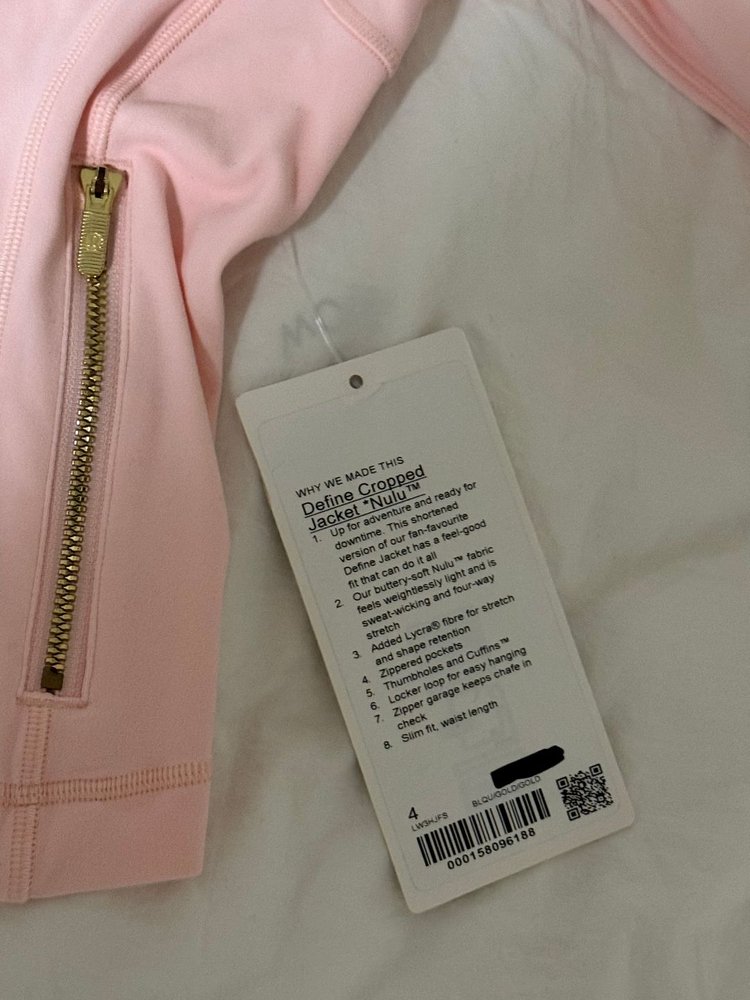 WHY WE MADE THIS
Define Cropped
Jacket *Nulu™
1. Up for adventure and ready for
downtime. This shortened
version of our fan-favourite
Define Jacket has a feel-good
fit that can do it all
2. Our buttery-soft Nulu™ fabric
feels weightlessly light and is
sweat-wicking and four-way
stretch
3. Added Lycra® fibre for stretch
and shape retention
4. Zippered pockets
5. Thumbholes and Cuffins™
6. Locker loop for easy hanging
7. Zipper garage keeps chafe in
check
8. Slim fit, waist length
4
BLQU/GOLD/GOLD
LW3HJFS
000158096188